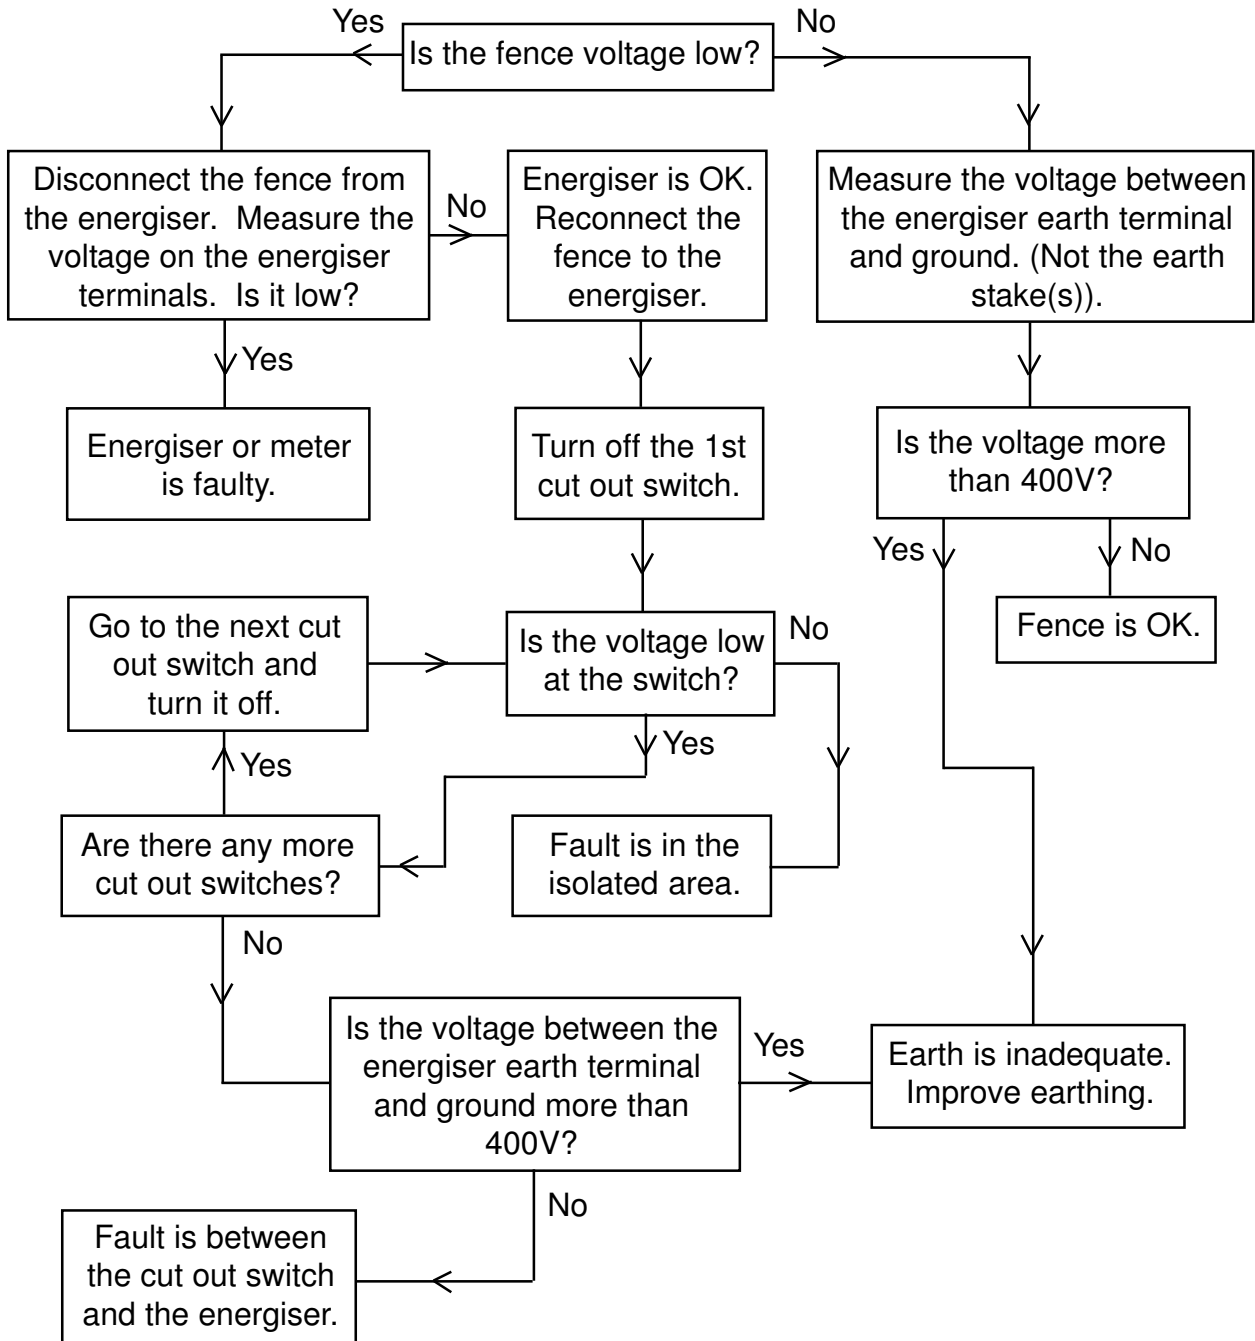 Yes
Is the fence voltage low?
No
Disconnect the fence from
the energiser.  Measure the
voltage on the energiser
terminals.  Is it low?
No
Energiser is OK.
Reconnect the
fence to the
energiser.
Measure the voltage between
the energiser earth terminal
and ground. (Not the earth
stake(s)).
Yes
Energiser or meter
is faulty.
Turn off the 1st
cut out switch.
Is the voltage more
than 400V?
Yes
No
Fence is OK.
Go to the next cut
out switch and
turn it off.
Is the voltage low
at the switch?
No
Yes
Yes
Are there any more
cut out switches?
Fault is in the
isolated area.
No
Is the voltage between the
energiser earth terminal
and ground more than
400V?
Yes
Earth is inadequate.
Improve earthing.
No
Fault is between
the cut out switch
and the energiser.